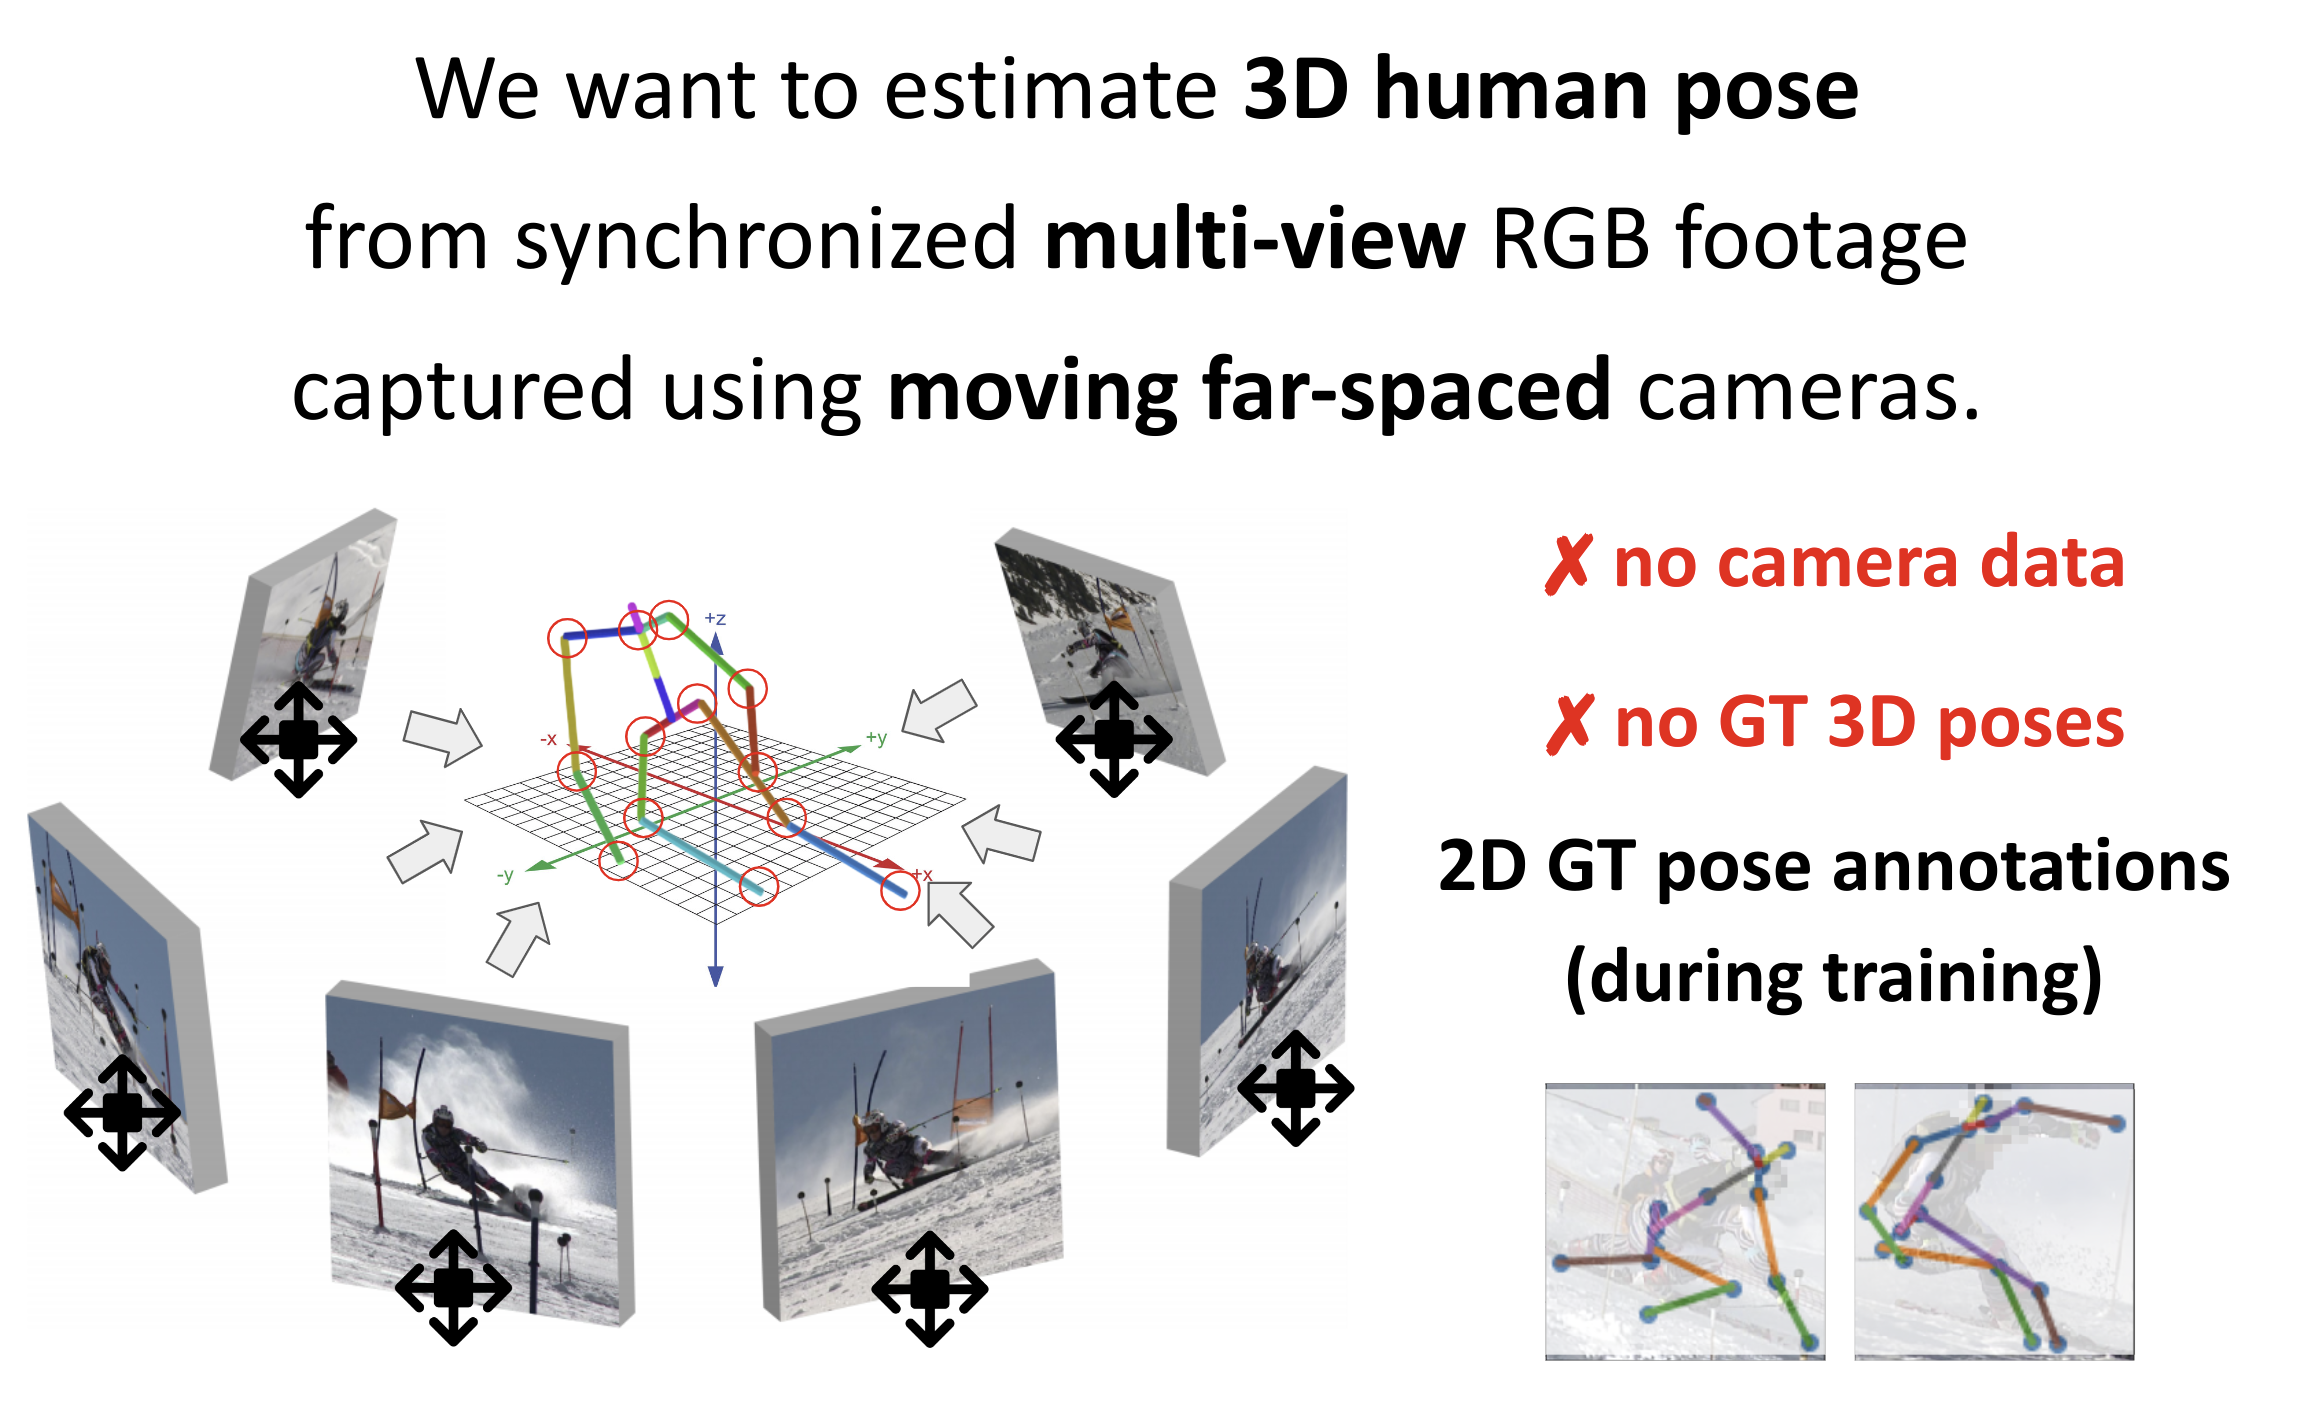 We want to estimate 3D human pose
from synchronized multi-view RGB footage
captured using moving far-spaced cameras.
✗ no camera data
✗ no GT 3D poses
2D GT pose annotations
(during training)
+z
-x
+y
-y
+x